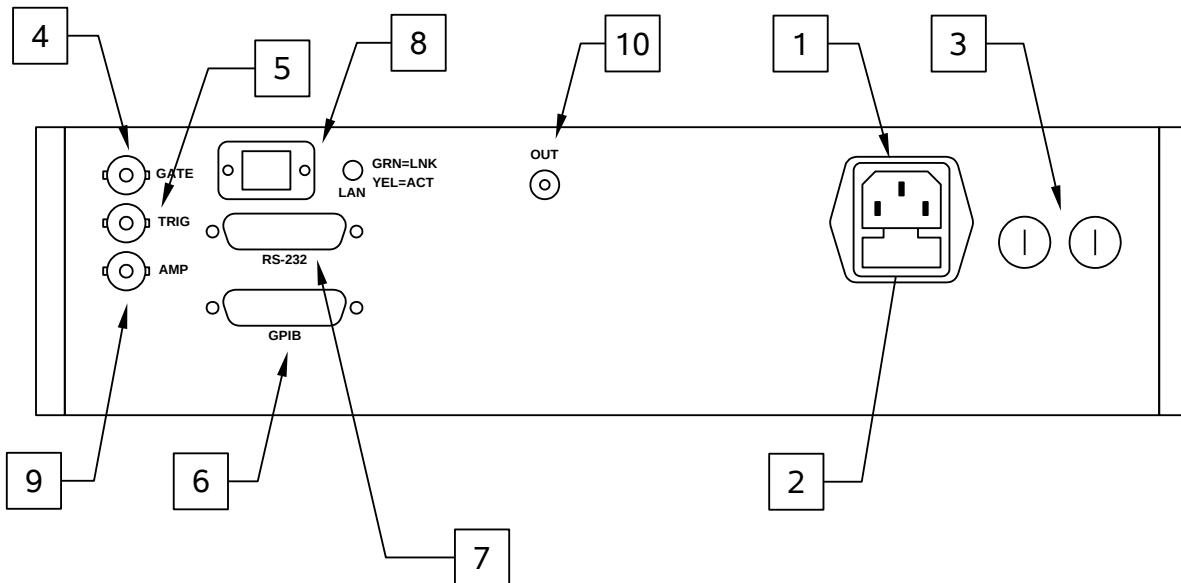 4
5
8
10
1
3
GATE
TRIG
AMP
GRN=LNK
LAN
YEL=ACT
OUT
RS-232
GPIB
9
6
7
2